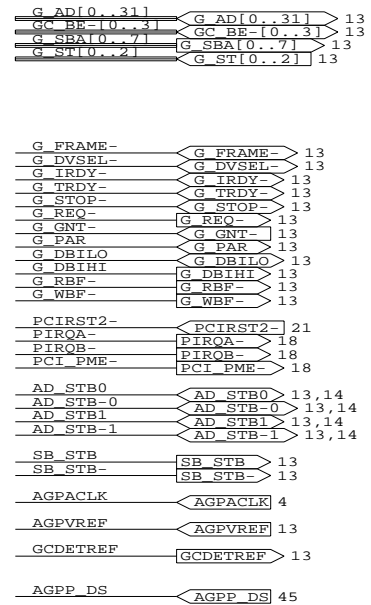 G_AD[0..31] G_AD[0..31] 13
GC_BE-[0..3] GC_BE-[0..3] 13
G_SBA[0..7] G_SBA[0..7] 13
G_ST[0..2] G_ST[0..2] 13
G_FRAME- G_FRAME- 13
G_DVSEL- G_DVSEL- 13
G_IRDY- G_IRDY- 13
G_TRDY- G_TRDY- 13
G_STOP- G_STOP- 13
G_REQ- G_REQ- 13
G_GNT- G_GNT- 13
G_PAR G_PAR 13
G_DBILO G_DBILO 13
G_DBIHI G_DBIHI 13
G_RBF- G_RBF- 13
G_WBF- G_WBF- 13
PCIRST2- PCIRST2- 21
PIRQA- PIRQA- 18
PIRQB- PIRQB- 18
PCI_PME- PCI_PME- 18
AD_STB0 AD_STB0 13,14
AD_STB-0 AD_STB-0 13,14
AD_STB1 AD_STB1 13,14
AD_STB-1 AD_STB-1 13,14
SB_STB SB_STB 13
SB_STB- SB_STB- 13
AGPACLK AGPACLK 4
AGPVREF AGPVREF 13
GCDETREF GCDETREF 13
AGPP_DS AGPP_DS 45